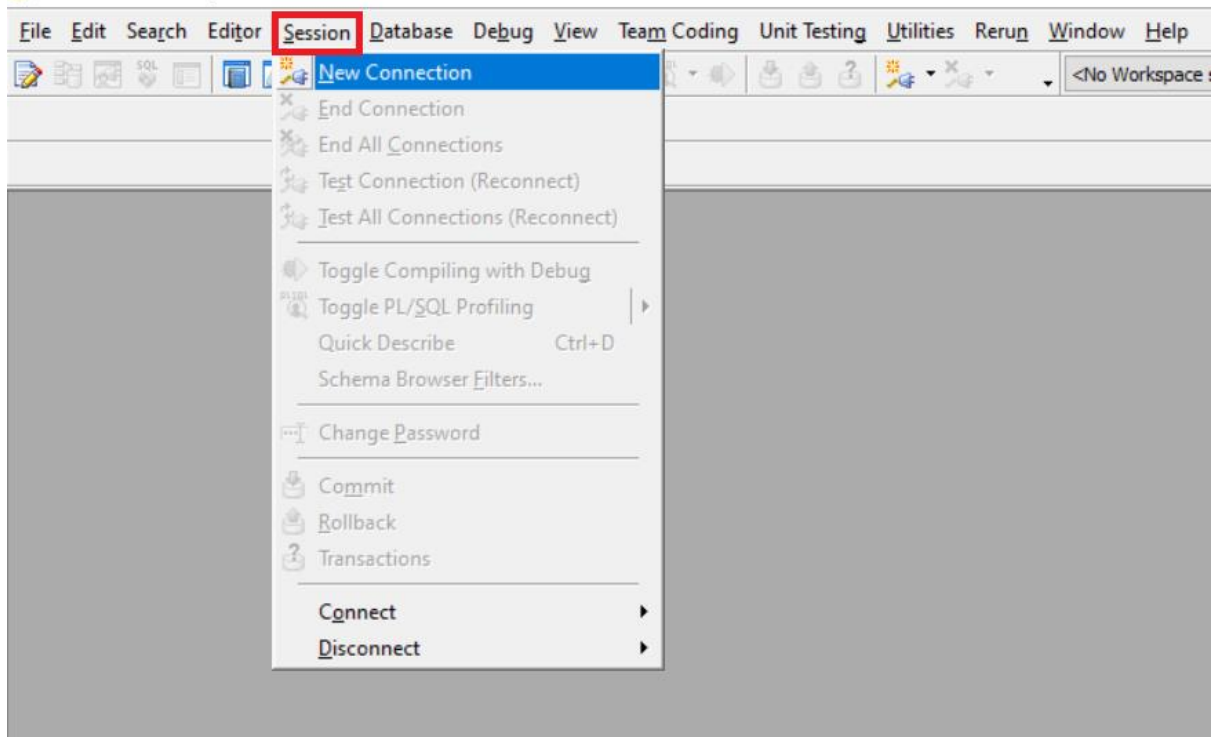 File Edit Search Editor Session Database Debug View Team Coding Unit Testing Utilities Rerun Window Help
SQL
<No Workspace s
New Connection
End Connection
End All Connections
Test Connection (Reconnect)
Test All Connections (Reconnect)
Toggle Compiling with Debug
Toggle PL/SQL Profiling
Quick Describe Ctrl+D
Schema Browser Filters...
Change Password
Commit
Rollback
Transactions
Connect
Disconnect